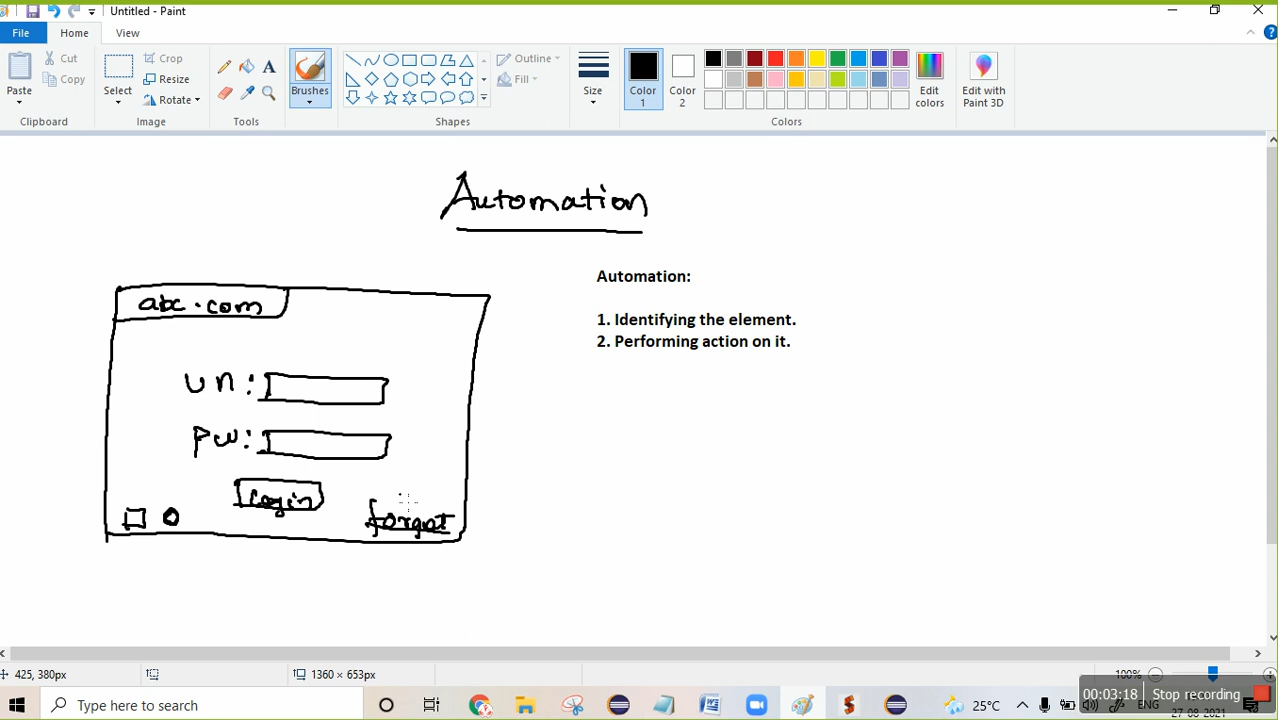 Untitled - Paint
File Home View
Paste
Cut
Copy
Clipboard
Select
Crop
Resize
Rotate
Image
Tools
Brushes
Shapes
Outline
Fill
Size
Color 1
Color 2
Colors
Edit colors
Edit with Paint 3D
Automation
Automation:
1. Identifying the element.
2. Performing action on it.
abc.com
un:
pw:
Login
forgot
425, 380px
1360 × 653px
100%
00:03:18 Stop recording
Type here to search
25°C
ENG
27-08-2021